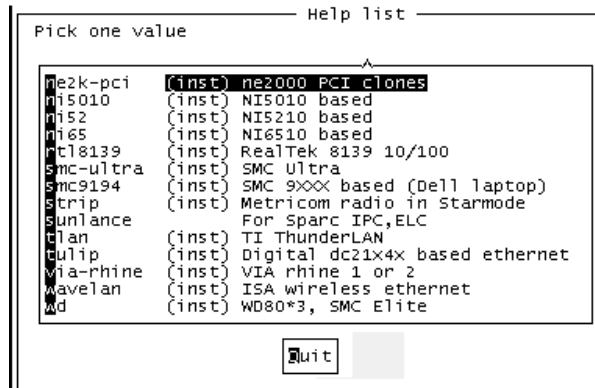 Help list
Pick one value
ne2k-pci (inst) ne2000 PCI clones
ni5010 (inst) NI5010 based
ni52 (inst) NI5210 based
ni65 (inst) NI6510 based
rtl8139 (inst) RealTek 8139 10/100
smc-ultra (inst) SMC Ultra
smc9194 (inst) SMC 9XXX based (Dell laptop)
strip (inst) Metricom radio in Starmode
sunlance For Sparc IPC,ELC
tlan (inst) TI ThunderLAN
tulip (inst) Digital dc21x4x based ethernet
via-rhine (inst) VIA rhine 1 or 2
wavelan (inst) ISA wireless ethernet
wd (inst) WD80*3, SMC Elite
Quit